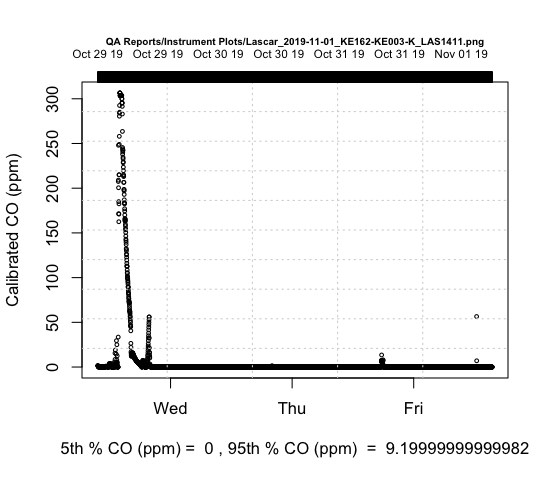 QA Reports/Instrument Plots/Lascar_2019-11-01_KE162-KE003-K_LAS1411.png
Oct 29 19 Oct 29 19 Oct 30 19 Oct 30 19 Oct 31 19 Oct 31 19 Nov 01 19
Calibrated CO (ppm)
300
250
200
150
100
50
0
Wed Thu Fri
5th % CO (ppm) = 0 , 95th % CO (ppm) = 9.19999999999982